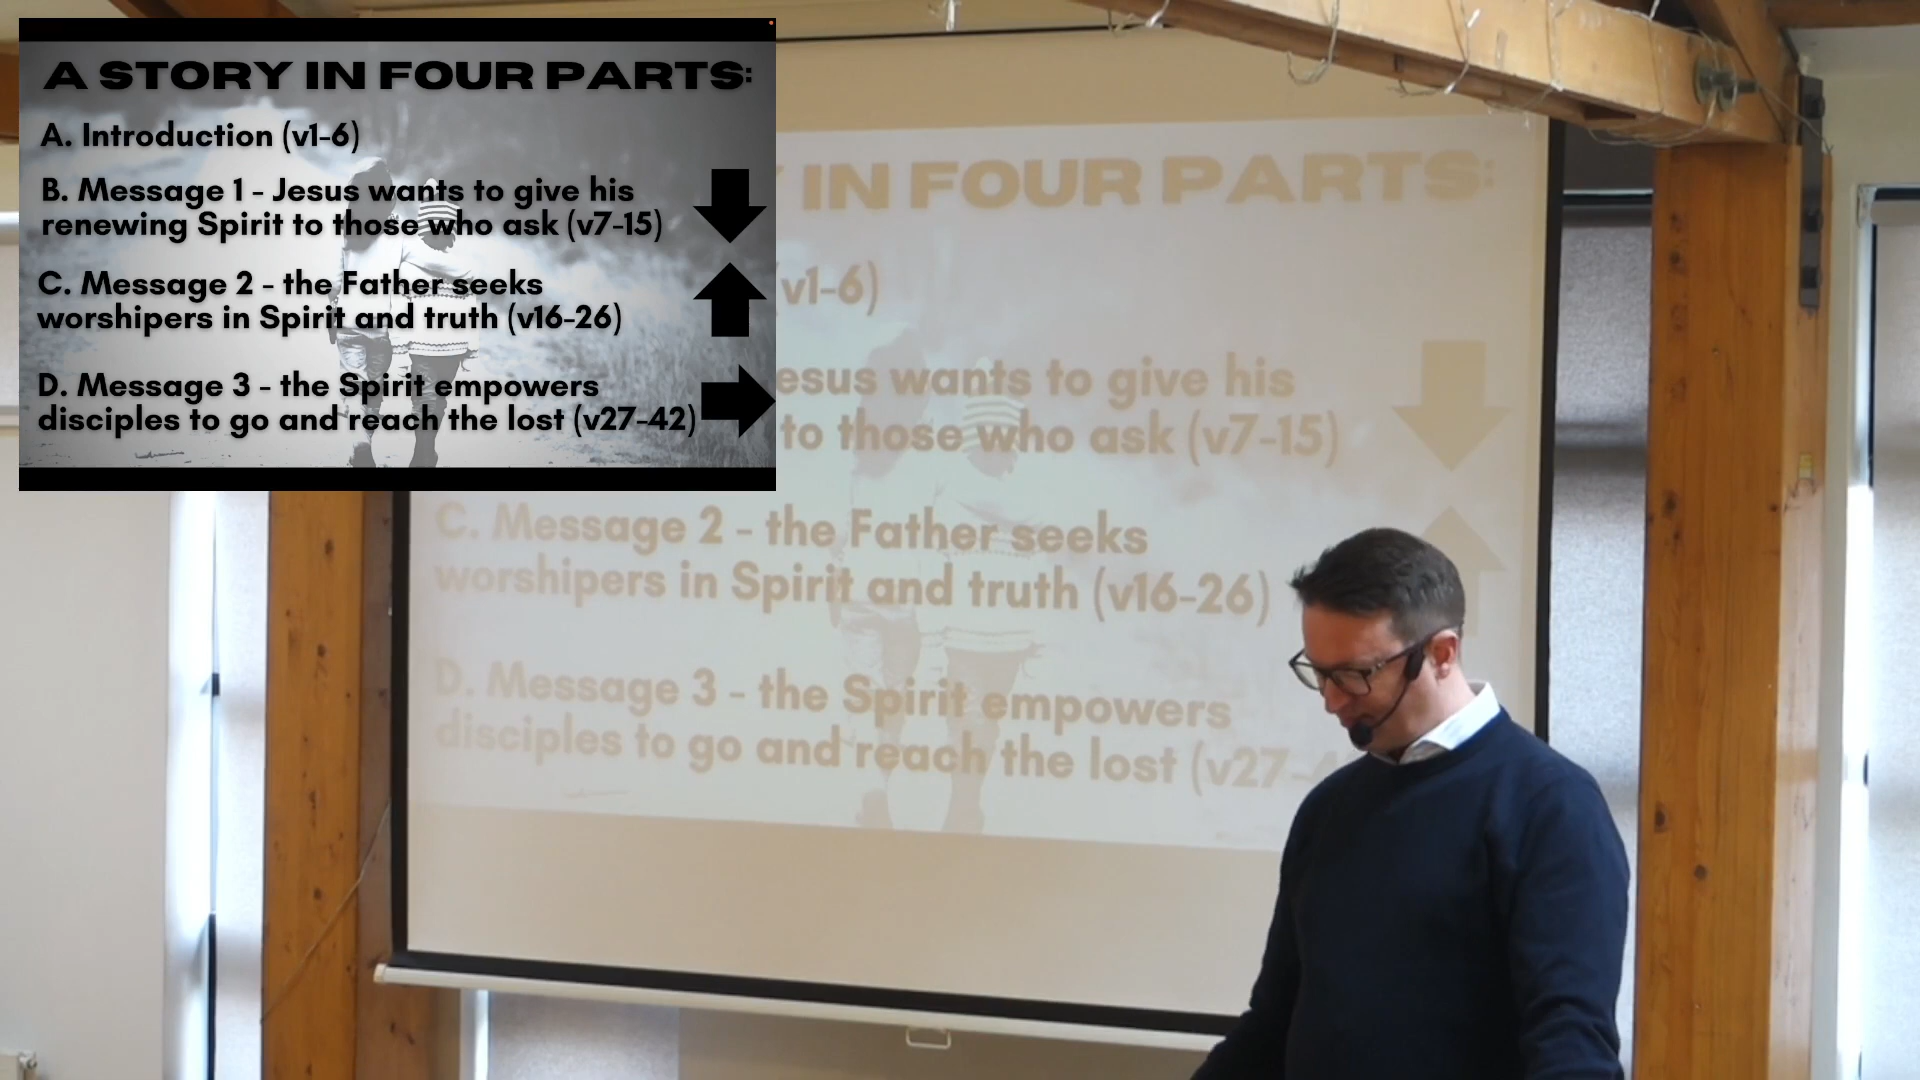 A STORY IN FOUR PARTS:
A. Introduction (v1-6)
B. Message 1 - Jesus wants to give his
renewing Spirit to those who ask (v7-15)
C. Message 2 - the Father seeks
worshipers in Spirit and truth (v16-26)
D. Message 3 - the Spirit empowers
disciples to go and reach the lost (v27-42)
IN FOUR PARTS:
(v1-6)
esus wants to give his
to those who ask (v7-15)
C. Message 2 - the Father seeks
worshipers in Spirit and truth (v16-26)
D. Message 3 - the Spirit empowers
disciples to go and reach the lost (v27-4